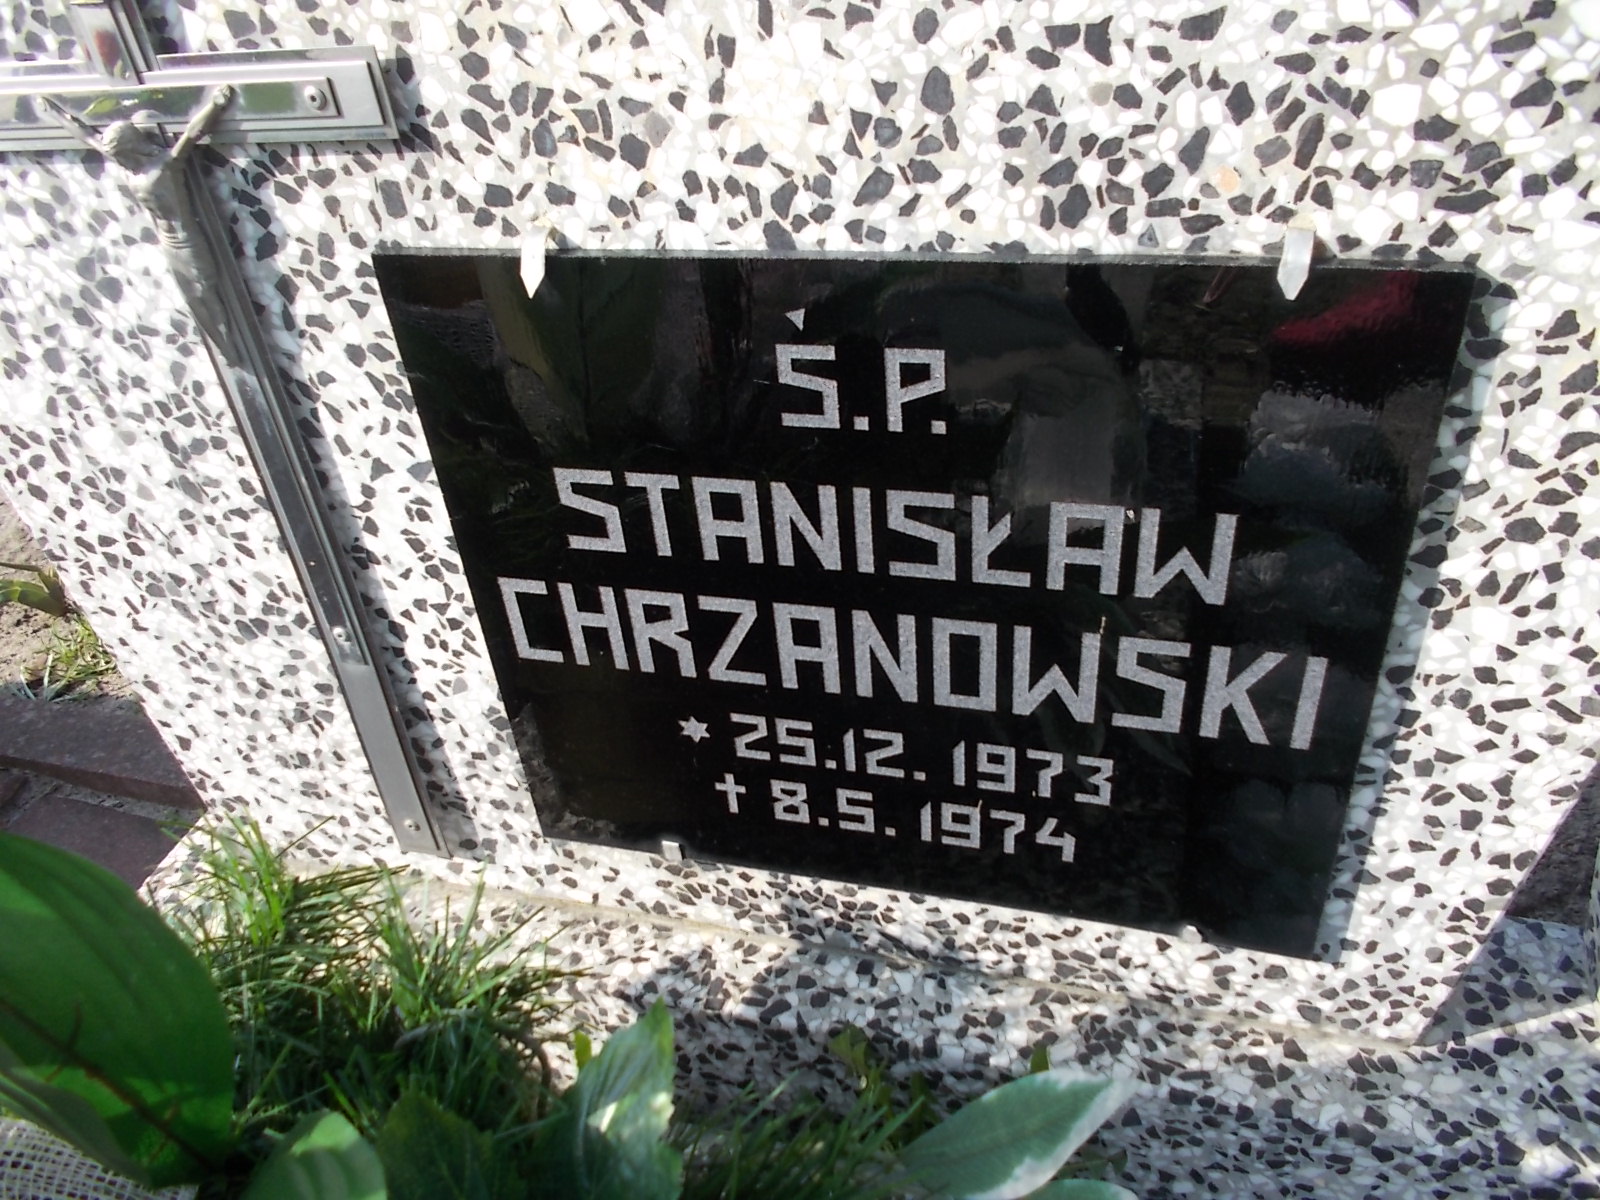 Ś.P.
STANISŁAW
CHRZANOWSKI
* 25.12.1973
† 8.5.1974